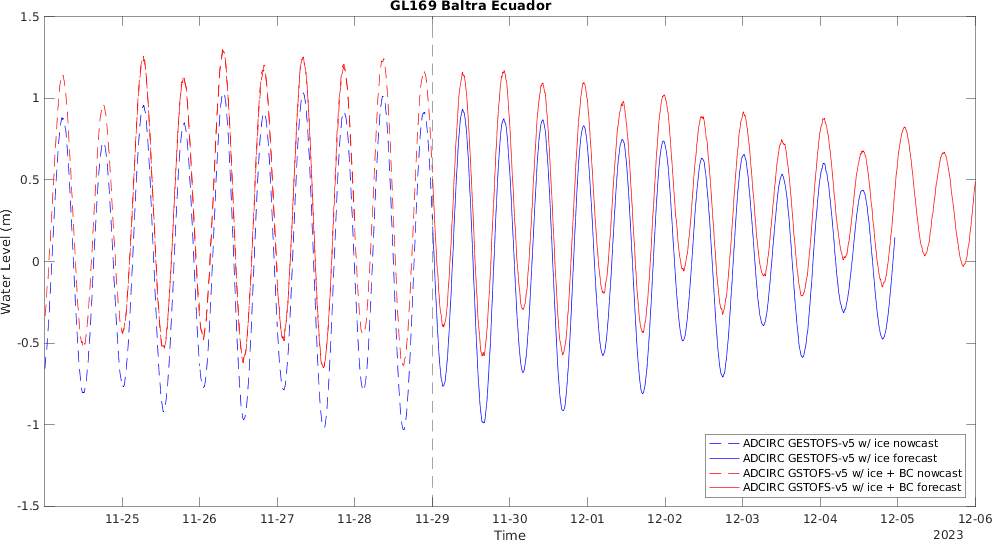 GL169 Baltra Ecuador
1.5
1
0.5
0
-0.5
-1
-1.5
Water Level (m)
11-25 11-26 11-27 11-28 11-29 11-30 12-01 12-02 12-03 12-04 12-05 12-06
Time
2023
ADCIRC GESTOFS-v5 w/ ice nowcast
ADCIRC GESTOFS-v5 w/ ice forecast
ADCIRC GSTOFS-v5 w/ ice + BC nowcast
ADCIRC GSTOFS-v5 w/ ice + BC forecast